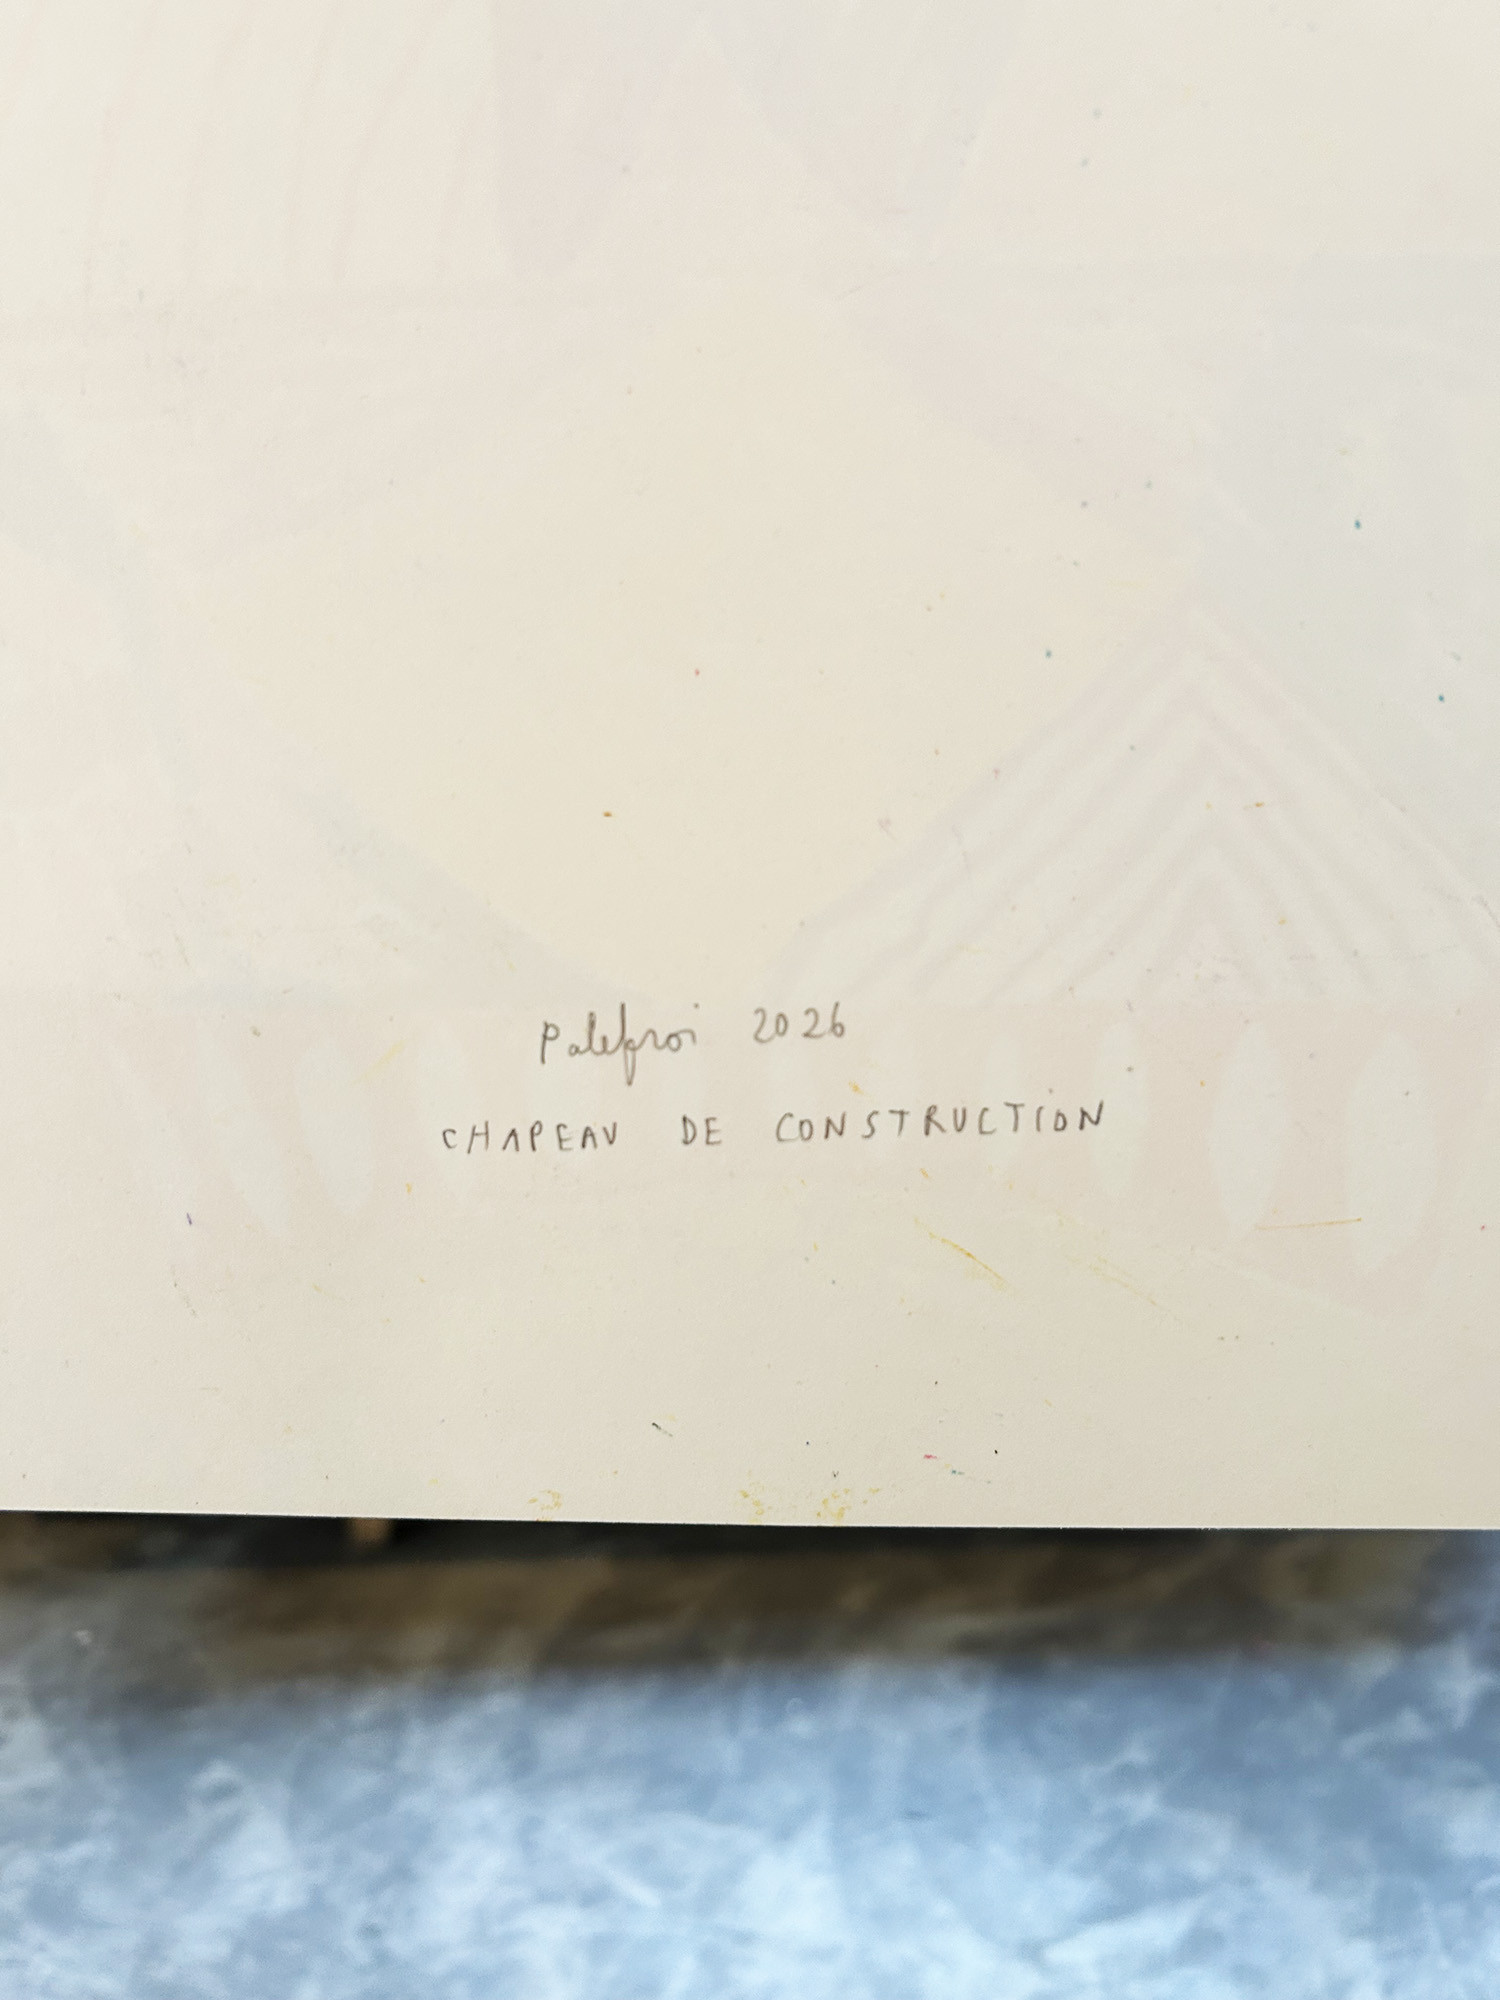 Palefroi 2026
CHAPEAU DE CONSTRUCTION